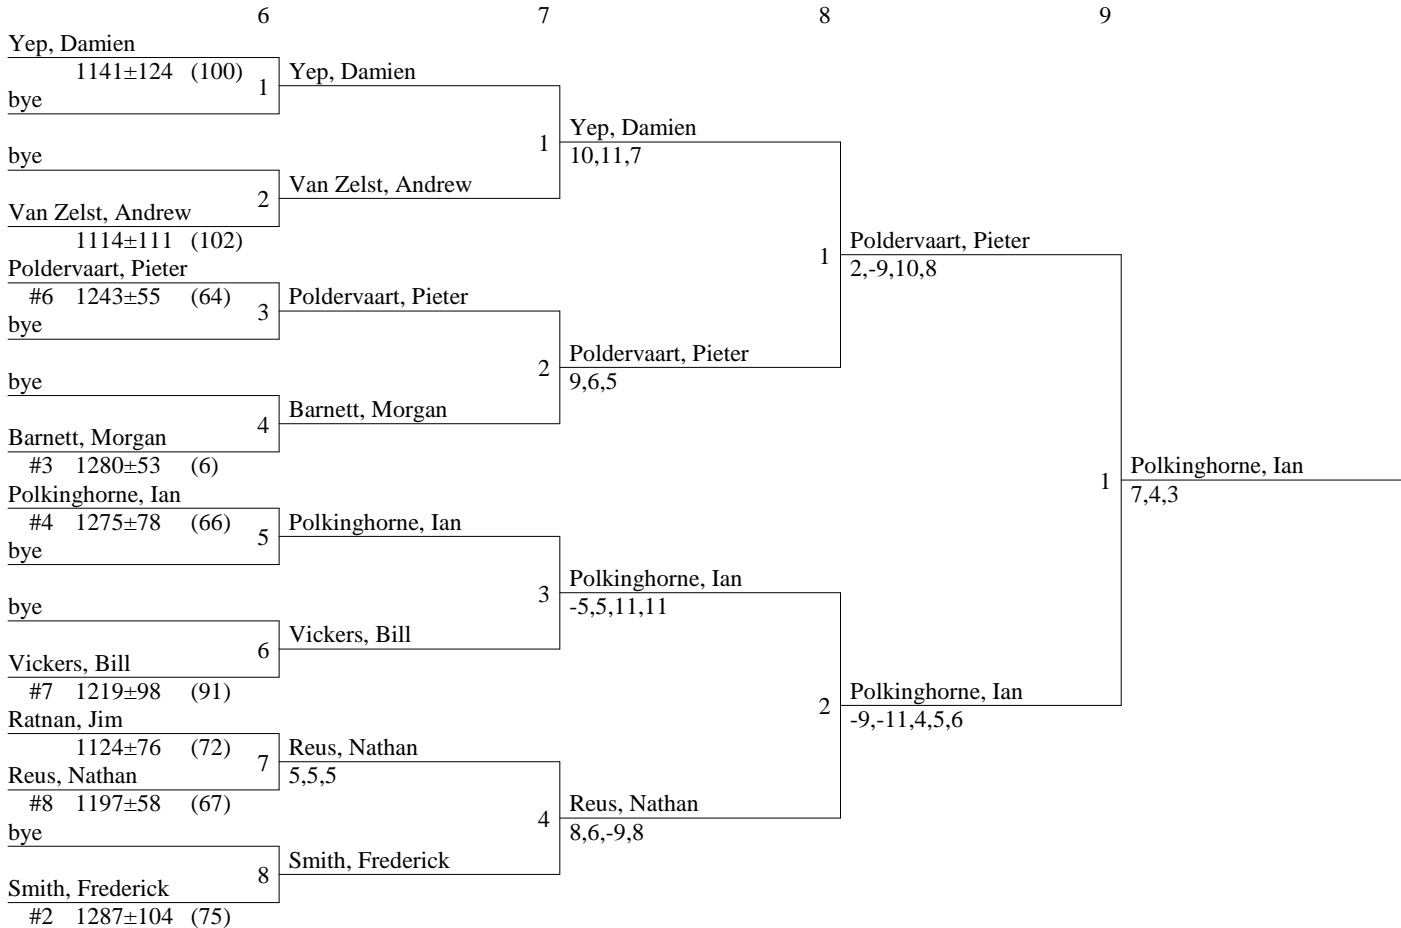 6 7 8 9
Yep, Damien
1141±124 (100)
1
Yep, Damien
bye
1
Yep, Damien
10,11,7
bye
2
Van Zelst, Andrew
Van Zelst, Andrew
1114±111 (102)
1
Poldervaart, Pieter
2,-9,10,8
Poldervaart, Pieter
#6 1243±55 (64)
3
Poldervaart, Pieter
bye
2
Poldervaart, Pieter
9,6,5
bye
4
Barnett, Morgan
Barnett, Morgan
#3 1280±53 (6)
1
Polkinghorne, Ian
7,4,3
Polkinghorne, Ian
#4 1275±78 (66)
5
Polkinghorne, Ian
bye
3
Polkinghorne, Ian
-5,5,11,11
bye
6
Vickers, Bill
Vickers, Bill
#7 1219±98 (91)
2
Polkinghorne, Ian
-9,-11,4,5,6
Ratnan, Jim
1124±76 (72)
7
Reus, Nathan
5,5,5
Reus, Nathan
#8 1197±58 (67)
4
Reus, Nathan
8,6,-9,8
bye
8
Smith, Frederick
Smith, Frederick
#2 1287±104 (75)